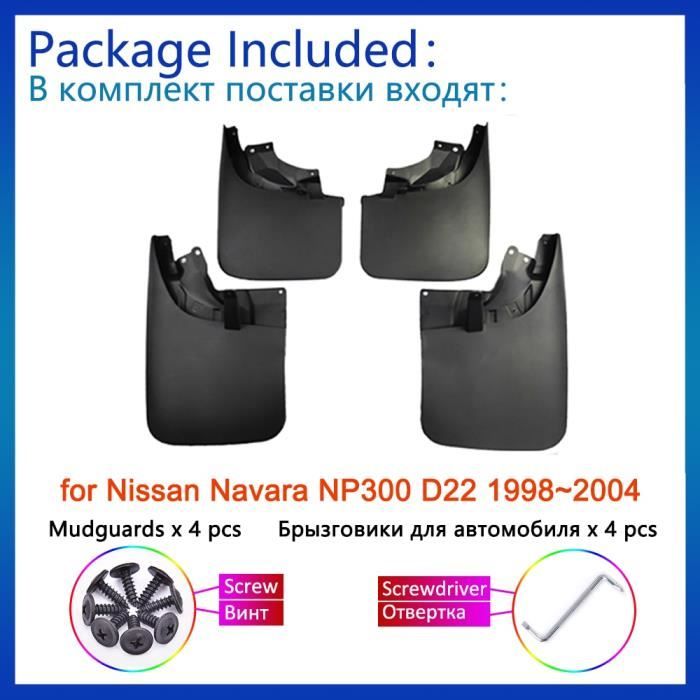 Package Included:
В комплект поставки входят:
for Nissan Navara NP300 D22 1998~2004
Mudguards x 4 pcs Брызговики для автомобиля x 4 pcs
Screw
Винт
Screwdriver
Отвертка